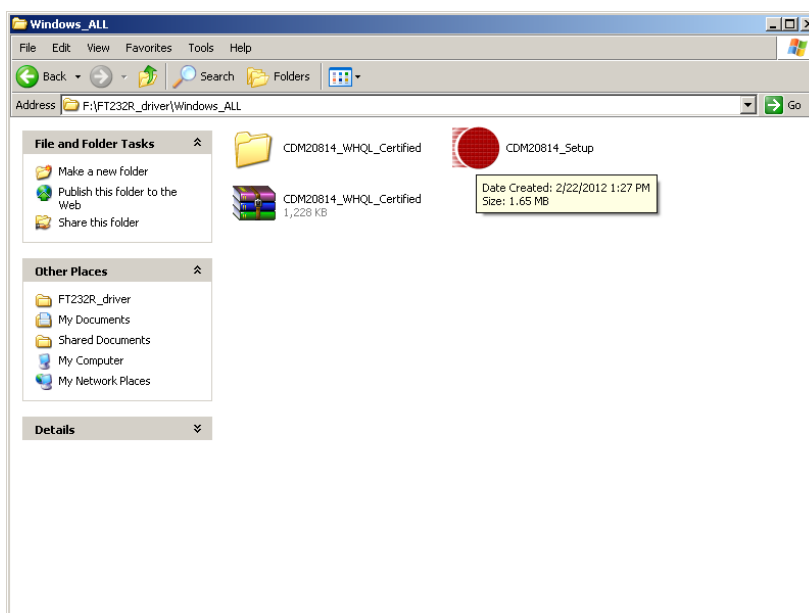 Windows_ALL
File Edit View Favorites Tools Help
Back Search Folders
Address F:\FT232R_driver\Windows_ALL Go
File and Folder Tasks
Make a new folder
Publish this folder to the
Web
Share this folder
Other Places
FT232R_driver
My Documents
Shared Documents
My Computer
My Network Places
Details
CDM20814_WHQL_Certified
CDM20814_Setup
CDM20814_WHQL_Certified
1,228 KB
Date Created: 2/22/2012 1:27 PM
Size: 1.65 MB